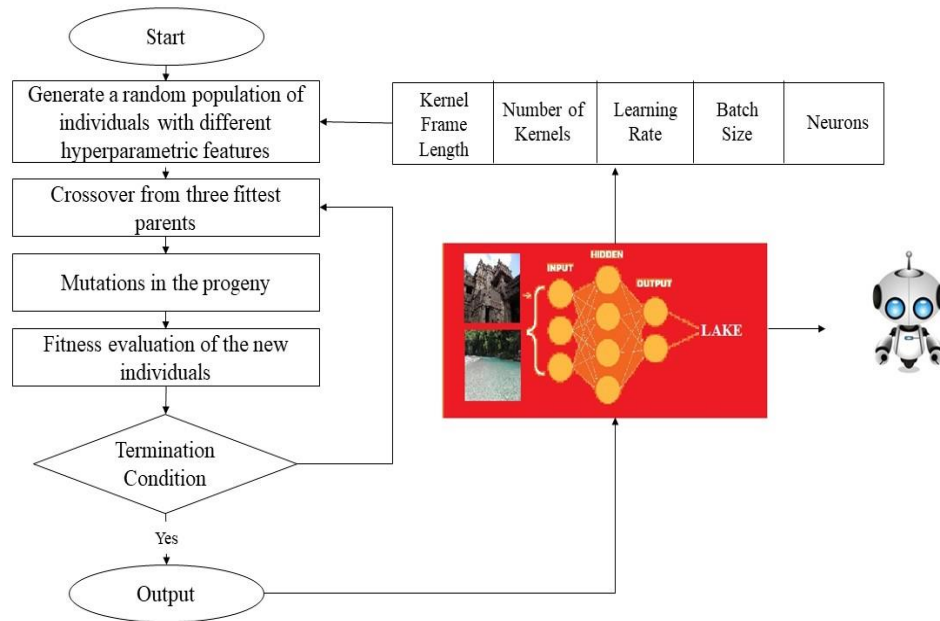 Start
Generate a random population of
individuals with different
hyperparametric features
Crossover from three fittest
parents
Mutations in the progeny
Fitness evaluation of the new
individuals
Termination
Condition
Yes
Output
Kernel
Frame
Length
Number of
Kernels
Learning
Rate
Batch
Size
Neurons
INPUT
HIDDEN
OUTPUT
LAKE